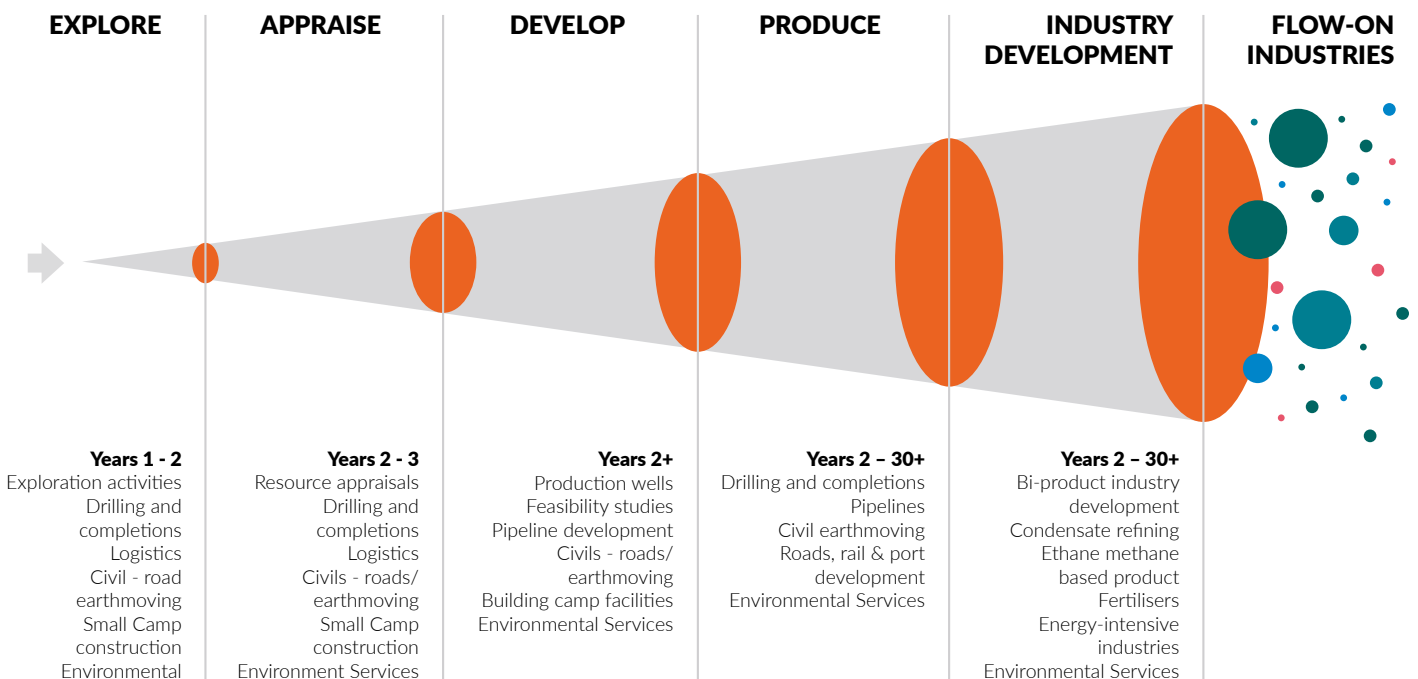 EXPLORE
Years 1 - 2
Exploration activities
Drilling and
completions
Logistics
Civil - road
earthmoving
Small Camp
construction
Environmental
APPRAISE
Years 2 - 3
Resource appraisals
Drilling and
completions
Logistics
Civils - roads/
earthmoving
Small Camp
construction
Environment Services
DEVELOP
Years 2+
Production wells
Feasibility studies
Pipeline development
Civils - roads/
earthmoving
Building camp facilities
Environmental Services
PRODUCE
Years 2 – 30+
Drilling and completions
Pipelines
Civil earthmoving
Roads, rail & port
development
Environmental Services
INDUSTRY
DEVELOPMENT
Years 2 – 30+
Bi-product industry
development
Condensate refining
Ethane methane
based product
Fertilisers
Energy-intensive
industries
Environmental Services
FLOW-ON
INDUSTRIES